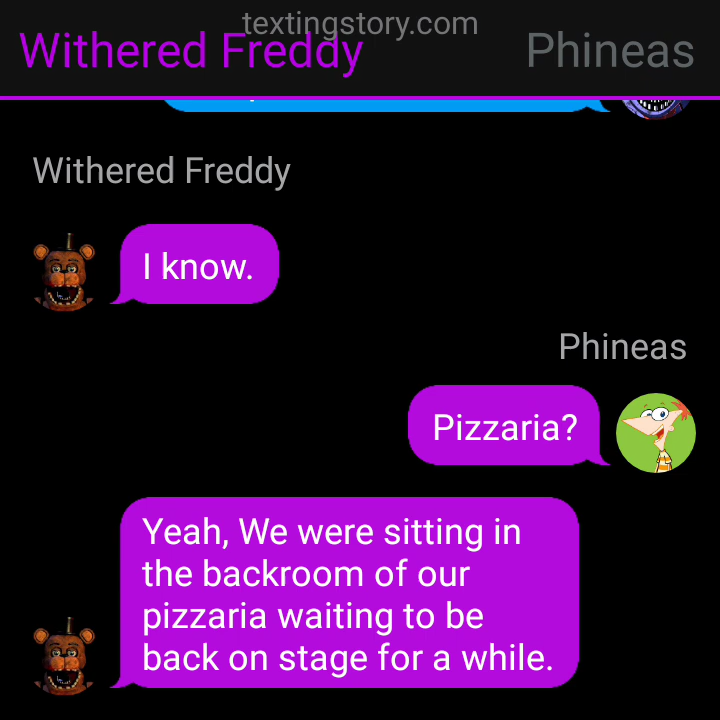 textingstory.com
Withered Freddy
Phineas
Withered Freddy
I know.
Phineas
Pizzaria?
Yeah, We were sitting in
the backroom of our
pizzaria waiting to be
back on stage for a while.